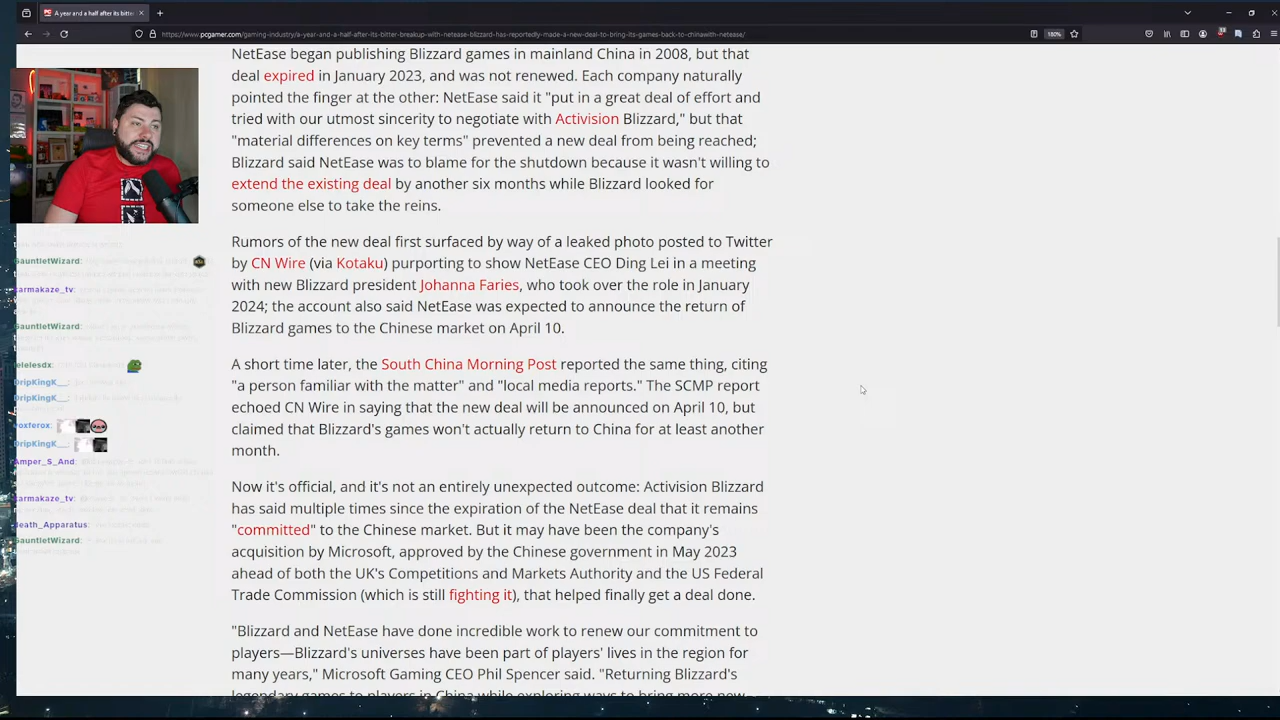 A year and a half after its bitter
https://www.pcgamer.com/gaming-industry/a-year-and-a-half-after-its-bitter-breakup-with-netease-blizzard-has-reportedly-made-a-new-deal-to-bring-its-games-back-to-chinawith-netease/
180%
NetEase began publishing Blizzard games in mainland China in 2008, but that
deal expired in January 2023, and was not renewed. Each company naturally
pointed the finger at the other: NetEase said it "put in a great deal of effort and
tried with our utmost sincerity to negotiate with Activision Blizzard," but that
"material differences on key terms" prevented a new deal from being reached;
Blizzard said NetEase was to blame for the shutdown because it wasn't willing to
extend the existing deal by another six months while Blizzard looked for
someone else to take the reins.
Rumors of the new deal first surfaced by way of a leaked photo posted to Twitter
by CN Wire (via Kotaku) purporting to show NetEase CEO Ding Lei in a meeting
with new Blizzard president Johanna Faries, who took over the role in January
2024; the account also said NetEase was expected to announce the return of
Blizzard games to the Chinese market on April 10.
A short time later, the South China Morning Post reported the same thing, citing
"a person familiar with the matter" and "local media reports." The SCMP report
echoed CN Wire in saying that the new deal will be announced on April 10, but
claimed that Blizzard's games won't actually return to China for at least another
month.
Now it's official, and it's not an entirely unexpected outcome: Activision Blizzard
has said multiple times since the expiration of the NetEase deal that it remains
"committed" to the Chinese market. But it may have been the company's
acquisition by Microsoft, approved by the Chinese government in May 2023
ahead of both the UK's Competitions and Markets Authority and the US Federal
Trade Commission (which is still fighting it), that helped finally get a deal done.
"Blizzard and NetEase have done incredible work to renew our commitment to
players—Blizzard's universes have been part of players' lives in the region for
many years," Microsoft Gaming CEO Phil Spencer said. "Returning Blizzard's
legendary games to players in China while exploring ways to bring more new
GauntletWizard:
karmakaze_tv:
GauntletWizard:
lelelesdx:
DripKingK__:
DripKingK__:
voxferox:
DripKingK__:
Amper_S_And:
karmakaze_tv:
death_Apparatus:
GauntletWizard: